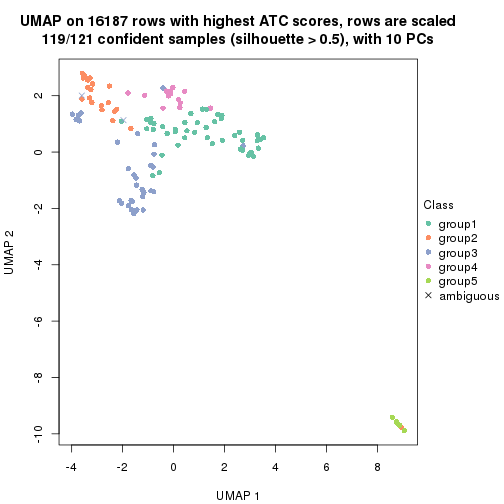 UMAP on 16187 rows with highest ATC scores, rows are scaled
119/121 confident samples (silhouette > 0.5), with 10 PCs
2
0
-2
-4
-6
-8
-10
UMAP 2
-4
-2
0
2
4
6
8
UMAP 1
Class
group1
group2
group3
group4
group5
ambiguous